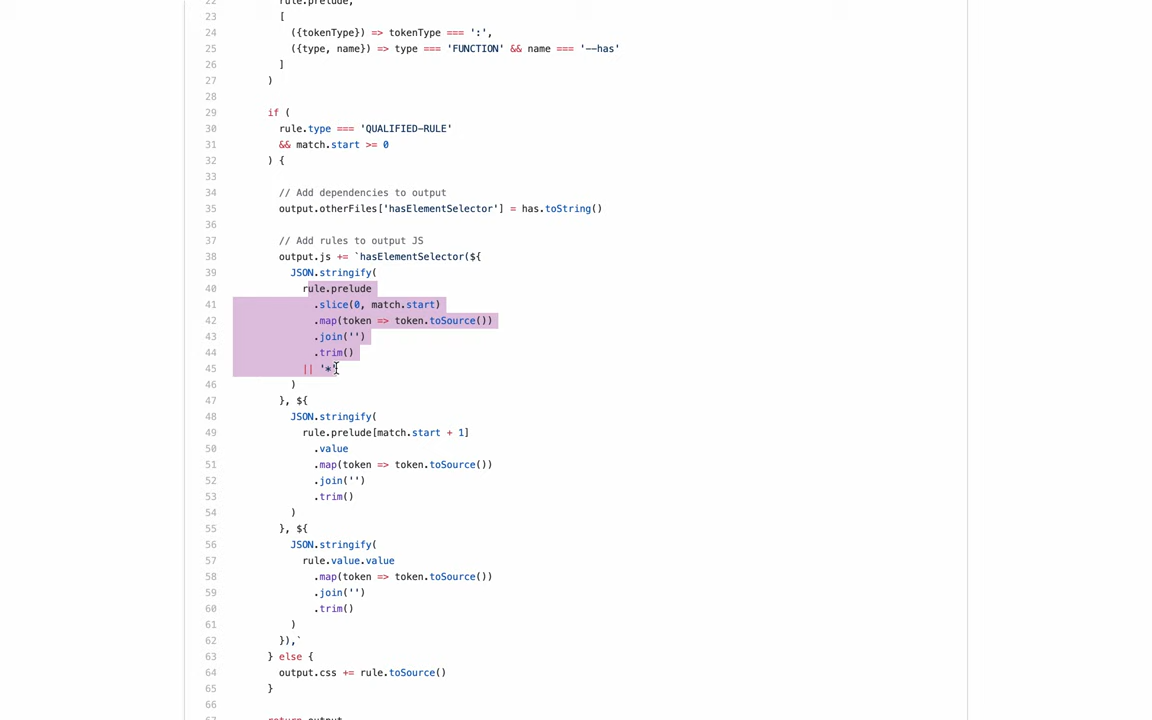 22 rule.prelude,
23 [
24 ({tokenType}) => tokenType === ':',
25 ({type, name}) => type === 'FUNCTION' && name === '--has'
26 ]
27 )
28
29 if (
30 rule.type === 'QUALIFIED-RULE'
31 && match.start >= 0
32 ) {
33
34 // Add dependencies to output
35 output.otherFiles['hasElementSelector'] = has.toString()
36
37 // Add rules to output JS
38 output.js += `hasElementSelector(${
39 JSON.stringify(
40 rule.prelude
41 .slice(0, match.start)
42 .map(token => token.toSource())
43 .join('')
44 .trim()
45 || '*'
46 )
47 }, ${
48 JSON.stringify(
49 rule.prelude[match.start + 1]
50 .value
51 .map(token => token.toSource())
52 .join('')
53 .trim()
54 )
55 }, ${
56 JSON.stringify(
57 rule.value.value
58 .map(token => token.toSource())
59 .join('')
60 .trim()
61 )
62 }),`
63 } else {
64 output.css += rule.toSource()
65 }
66
67 return output